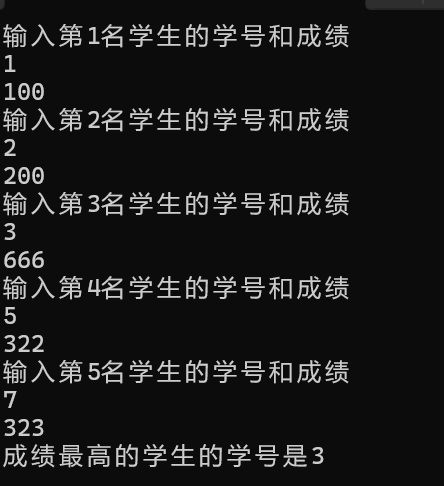 输入第1名学生的学号和成绩
1
100
输入第2名学生的学号和成绩
2
200
输入第3名学生的学号和成绩
3
666
输入第4名学生的学号和成绩
5
322
输入第5名学生的学号和成绩
7
323
成绩最高的学生的学号是3